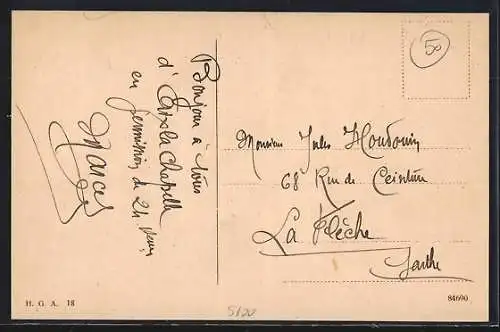 Bonjour à tous
d'Aix la Chapelle
en permission de 24 heures
Marcel
50
Monsieur Jules Houdouin
68 Rue de Ceinture
La Flèche
Sarthe
H. G. A. 18
5120
84690